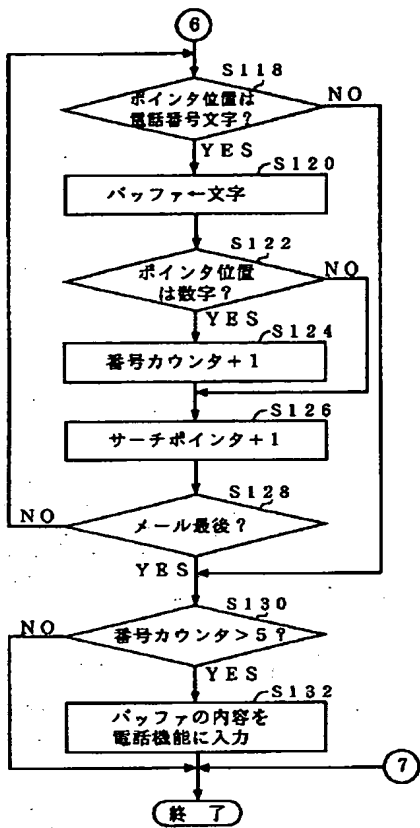 6
S118
ポインタ位置は
電話番号文字?
NO
YES
S120
バッファ←文字
S122
ポインタ位置
は数字?
NO
YES
S124
番号カウンタ+1
S126
サーチポインタ+1
S128
NO
メール最後?
YES
S130
NO
番号カウンタ>5?
YES
S132
バッファの内容を
電話機能に入力
7
終了